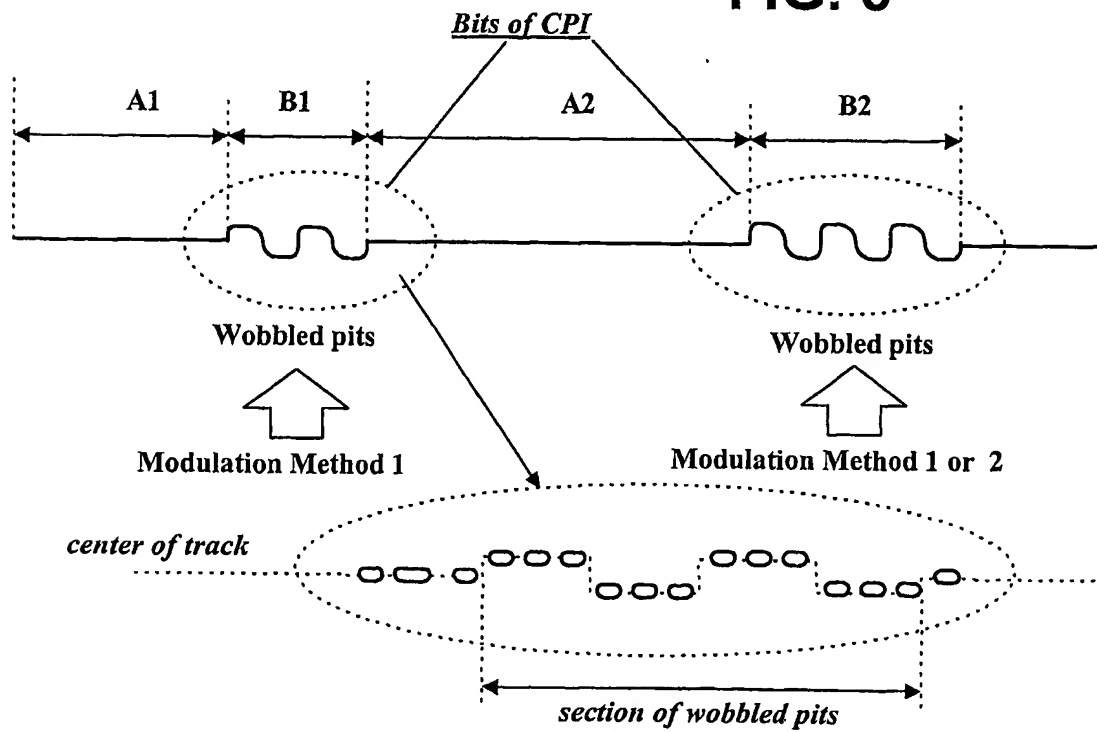 Bits of CPI
A1
B1
A2
B2
Wobbled pits
Wobbled pits
Modulation Method 1
Modulation Method 1 or 2
center of track
section of wobbled pits